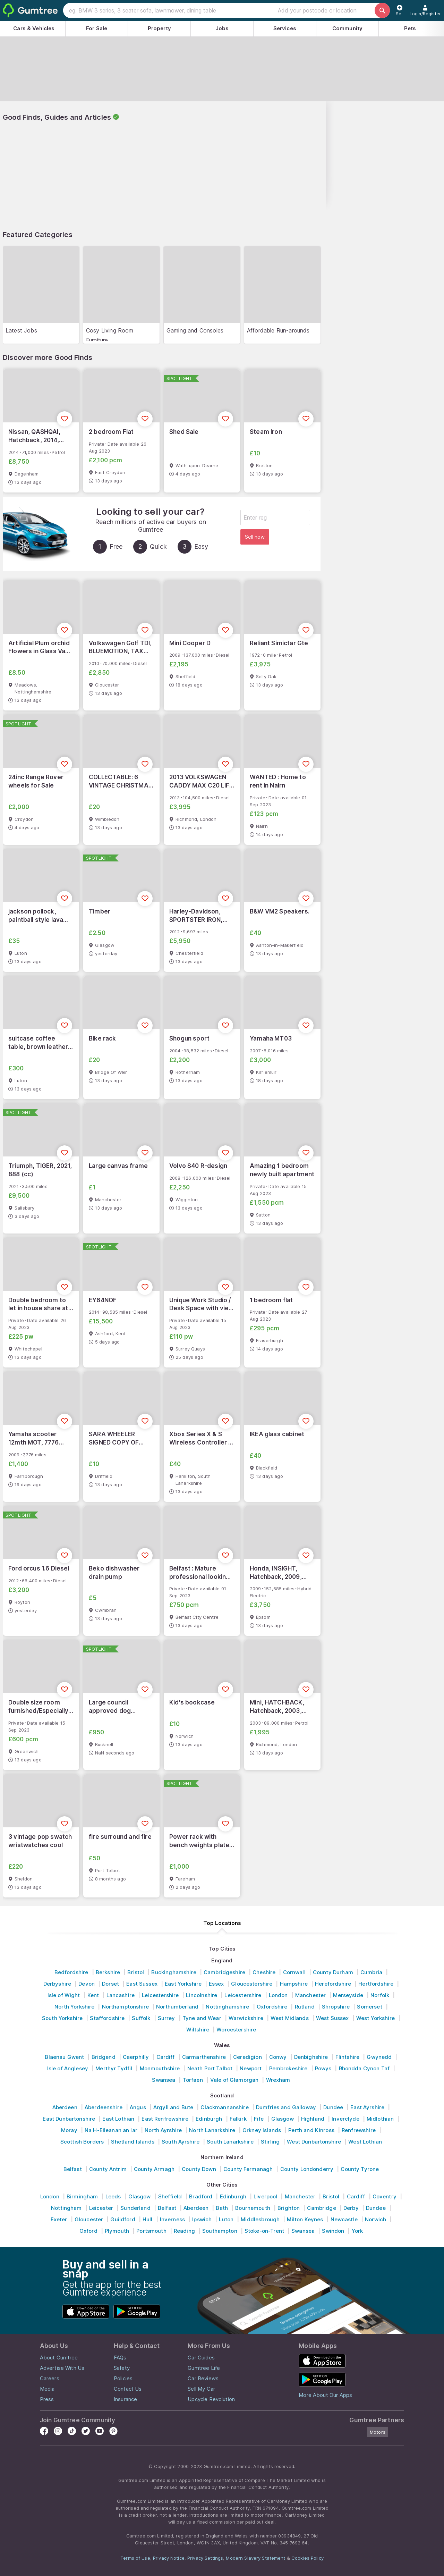 Gumtree
eg. BMW 3 series, 3 seater sofa, lawnmower, dining table
Add your postcode or location
Sell
Login/Register
Cars & Vehicles
For Sale
Property
Jobs
Services
Community
Pets
Good Finds, Guides and Articles
Featured Categories
Latest Jobs
Cosy Living Room
Furniture
Gaming and Consoles
Affordable Run-arounds
Discover more Good Finds
Nissan, QASHQAI,
Hatchback, 2014,...
2014 · 71,000 miles · Petrol
£8,750
Dagenham
13 days ago
2 bedroom Flat
Private · Date available 26
Aug 2023
£2,100 pcm
East Croydon
13 days ago
SPOTLIGHT
Shed Sale
Wath-upon-Dearne
4 days ago
Steam Iron
£10
Bretton
13 days ago
Looking to sell your car?
Reach millions of active car buyers on
Gumtree
1 Free 2 Quick 3 Easy
Enter reg
Sell now
Artificial Plum orchid
Flowers in Glass Va...
£8.50
Meadows,
Nottinghamshire
13 days ago
Volkswagen Golf TDI,
BLUEMOTION, TAX...
2010 · 70,000 miles · Diesel
£2,850
Gloucester
13 days ago
Mini Cooper D
2009 · 137,000 miles · Diesel
£2,195
Sheffield
18 days ago
Reliant Simictar Gte
1972 · 0 mile · Petrol
£3,975
Selly Oak
13 days ago
SPOTLIGHT
24inc Range Rover
wheels for Sale
£2,000
Croydon
4 days ago
COLLECTABLE: 6
VINTAGE CHRISTMA...
£20
Wimbledon
13 days ago
2013 VOLKSWAGEN
CADDY MAX C20 LIF...
2013 · 104,500 miles · Diesel
£3,995
Richmond, London
13 days ago
WANTED : Home to
rent in Nairn
Private · Date available 01
Sep 2023
£123 pcm
Nairn
14 days ago
jackson pollock,
paintball style lava...
£35
Luton
13 days ago
SPOTLIGHT
Timber
£2.50
Glasgow
yesterday
Harley-Davidson,
SPORTSTER IRON,...
2012 · 9,697 miles
£5,950
Chesterfield
13 days ago
B&W VM2 Speakers.
£40
Ashton-in-Makerfield
13 days ago
suitcase coffee
table, brown leather...
£300
Luton
13 days ago
Bike rack
£20
Bridge Of Weir
13 days ago
Shogun sport
2004 · 98,532 miles · Diesel
£2,200
Rotherham
13 days ago
Yamaha MT03
2007 · 8,016 miles
£3,000
Kirriemuir
18 days ago
SPOTLIGHT
Triumph, TIGER, 2021,
888 (cc)
2021 · 3,000 miles
£9,500
Salisbury
3 days ago
Large canvas frame
£1
Manchester
13 days ago
Volvo S40 R-design
2008 · 126,000 miles · Diesel
£2,250
Wigginton
13 days ago
Amazing 1 bedroom
newly built apartment
Private · Date available 15
Aug 2023
£1,550 pcm
Sutton
13 days ago
Double bedroom to
let in house share at...
Private · Date available 26
Aug 2023
£225 pw
Whitechapel
13 days ago
SPOTLIGHT
EY64NOF
2014 · 98,585 miles · Diesel
£15,500
Ashford, Kent
5 days ago
Unique Work Studio /
Desk Space with vie...
Private · Date available 15
Aug 2023
£110 pw
Surrey Quays
25 days ago
1 bedroom flat
Private · Date available 27
Aug 2023
£295 pcm
Fraserburgh
14 days ago
Yamaha scooter
12mth MOT, 7776...
2009 · 7,776 miles
£1,400
Farnborough
18 days ago
SARA WHEELER
SIGNED COPY OF...
£10
Driffield
13 days ago
Xbox Series X & S
Wireless Controller ...
£40
Hamilton, South
Lanarkshire
13 days ago
IKEA glass cabinet
£40
Blackfield
13 days ago
SPOTLIGHT
Ford orcus 1.6 Diesel
2012 · 86,400 miles · Diesel
£3,200
Royton
yesterday
Beko dishwasher
drain pump
£5
Cwmbran
13 days ago
Belfast : Mature
professional lookin...
Private · Date available 01
Sep 2023
£750 pcm
Belfast City Centre
13 days ago
Honda, INSIGHT,
Hatchback, 2009,...
2009 · 152,885 miles · Hybrid
Electric
£3,750
Epsom
13 days ago
Double size room
furnished/Especially...
Private · Date available 15
Sep 2023
£600 pcm
Greenwich
13 days ago
SPOTLIGHT
Large council
approved dog...
£950
Bucknell
NaN seconds ago
Kid's bookcase
£10
Norwich
13 days ago
Mini, HATCHBACK,
Hatchback, 2003,...
2003 · 99,000 miles · Petrol
£1,895
Richmond, London
13 days ago
3 vintage pop swatch
wristwatches cool
£220
Sheldon
13 days ago
fire surround and fire
£50
Port Talbot
8 months ago
SPOTLIGHT
Power rack with
bench weights plate...
£1,000
Fareham
2 days ago
Top Locations
Top Cities
England
Bedfordshire Berkshire Bristol Buckinghamshire Cambridgeshire Cheshire Cornwall County Durham Cumbria
Derbyshire Devon Dorset East Sussex East Yorkshire Essex Gloucestershire Hampshire Herefordshire Hertfordshire
Isle of Wight Kent Lancashire Leicestershire Lincolnshire Leicestershire London Manchester Merseyside Norfolk
North Yorkshire Northamptonshire Northumberland Nottinghamshire Oxfordshire Rutland Shropshire Somerset
South Yorkshire Staffordshire Suffolk Surrey Tyne and Wear Warwickshire West Midlands West Sussex West Yorkshire
Wiltshire Worcestershire
Wales
Blaenau Gwent Bridgend Caerphilly Cardiff Carmarthenshire Ceredigion Conwy Denbighshire Flintshire Gwynedd
Isle of Anglesey Merthyr Tydfil Monmouthshire Neath Port Talbot Newport Pembrokeshire Powys Rhondda Cynon Taf
Swansea Torfaen Vale of Glamorgan Wrexham
Scotland
Aberdeen Aberdeenshire Angus Argyll and Bute Clackmannanshire Dumfries and Galloway Dundee East Ayrshire
East Dunbartonshire East Lothian East Renfrewshire Edinburgh Falkirk Fife Glasgow Highland Inverclyde Midlothian
Moray Na H-Eileanan an Iar North Ayrshire North Lanarkshire Orkney Islands Perth and Kinross Renfrewshire
Scottish Borders Shetland Islands South Ayrshire South Lanarkshire Stirling West Dunbartonshire West Lothian
Northern Ireland
Belfast County Antrim County Armagh County Down County Fermanagh County Londonderry County Tyrone
Other Cities
London Birmingham Leeds Glasgow Sheffield Bradford Edinburgh Liverpool Manchester Bristol Cardiff Coventry
Nottingham Leicester Sunderland Belfast Aberdeen Bath Bournemouth Brighton Cambridge Derby Dundee
Exeter Gloucester Guildford Hull Inverness Ipswich Luton Middlesbrough Milton Keynes Newcastle Norwich
Oxford Plymouth Portsmouth Reading Southampton Stoke-on-Trent Swansea Swindon York
Buy and sell in a
snap
Get the app for the best
Gumtree experience
Download on the App Store
GET IT ON Google Play
About Us
About Gumtree
Advertise With Us
Careers
Media
Press
Help & Contact
FAQs
Safety
Policies
Contact Us
Insurance
More From Us
Car Guides
Gumtree Life
Car Reviews
Sell My Car
Upcycle Revolution
Mobile Apps
Download on the App Store
GET IT ON Google Play
More About Our Apps
Join Gumtree Community
Gumtree Partners
Motors
© Copyright 2000-2023 Gumtree.com Limited. All rights reserved.
Gumtree.com Limited is an Appointed Representative of Compare The Market Limited who is
authorised and regulated by the Financial Conduct Authority.
Gumtree.com Limited is an Introducer Appointed Representative of CarMoney Limited who are
authorised and regulated by the Financial Conduct Authority, FRN 674094. Gumtree.com Limited
is a credit broker, not a lender. Introductions are limited to motor finance, CarMoney Limited
will pay us a fixed commission per paid out deal.
Gumtree.com Limited, registered in England and Wales with number 03934849, 27 Old
Gloucester Street, London, WC1N 3AX, United Kingdom. VAT No. 345 7692 64.
Terms of Use, Privacy Notice, Privacy Settings, Modern Slavery Statement & Cookies Policy